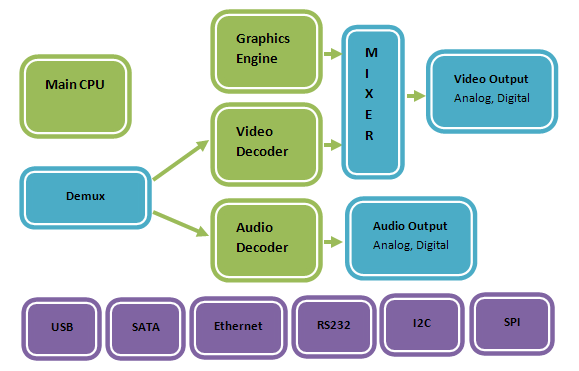 Graphics
Engine
Main CPU
M
I
X
E
R
Video Output
Analog, Digital
Video
Decoder
Demux
Audio
Decoder
Audio Output
Analog, Digital
USB
SATA
Ethernet
RS232
I2C
SPI